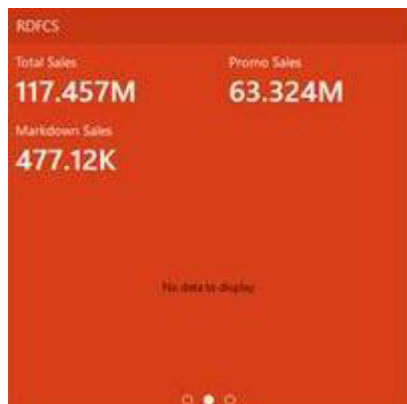 RDFCS
Total Sales
117.457M
Promo Sales
63.324M
Markdown Sales
477.12K
No data to display